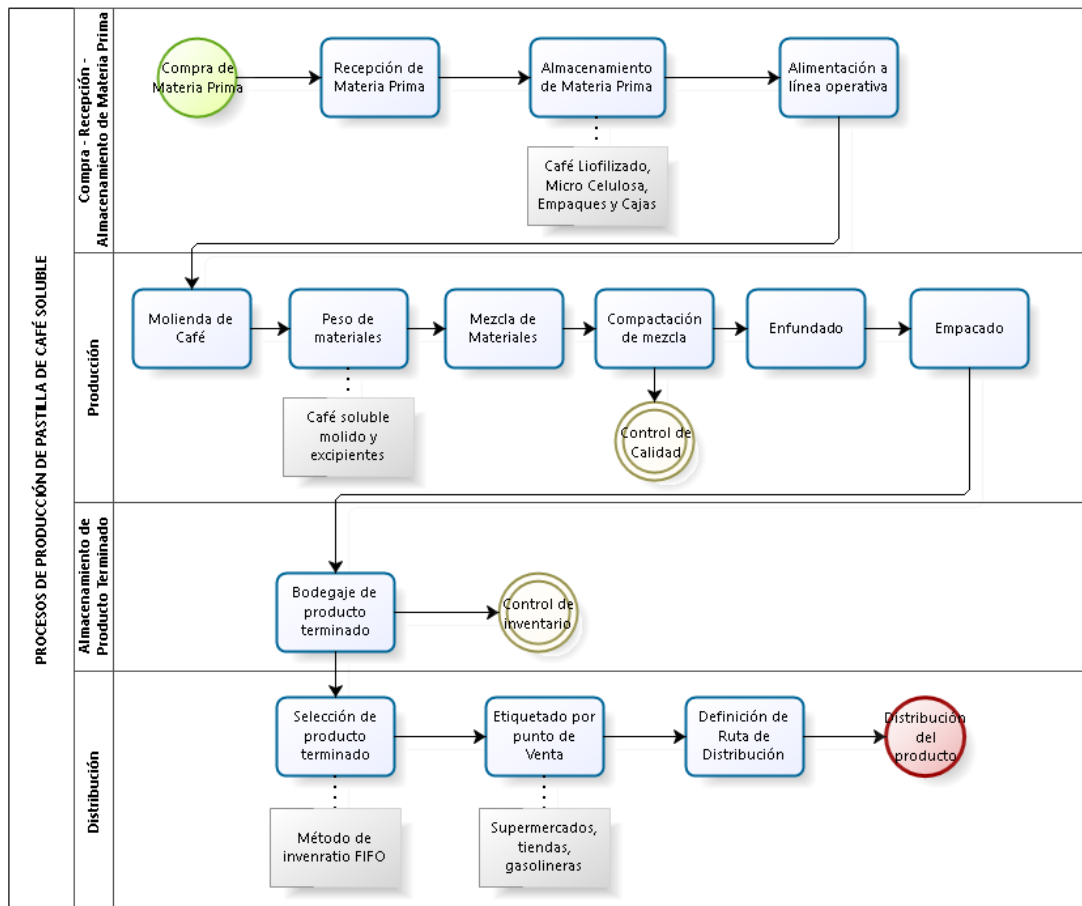 PROCESOS DE PRODUCCIÓN DE PASTILLA DE CAFÉ SOLUBLE
Compra - Recepción -
Almacenamiento de Materia Prima
Compra de
Materia Prima
Recepción de
Materia Prima
Almacenamiento
de Materia Prima
Alimentación a
línea operativa
Café Liofilizado,
Micro Celulosa,
Empaques y Cajas
Producción
Molienda de
Café
Peso de
materiales
Mezcla de
Materiales
Compactación
de mezcla
Enfundado
Empacado
Café soluble
molido y
excipientes
Control de
Calidad
Almacenamiento de
Producto Terminado
Bodegaje de
producto
terminado
Control de
inventario
Distribución
Selección de
producto
terminado
Etiquetado por
punto de
Venta
Definición de
Ruta de
Distribución
Distribución
del
producto
Método de
invenratio FIFO
Supermercados,
tiendas,
gasolineras